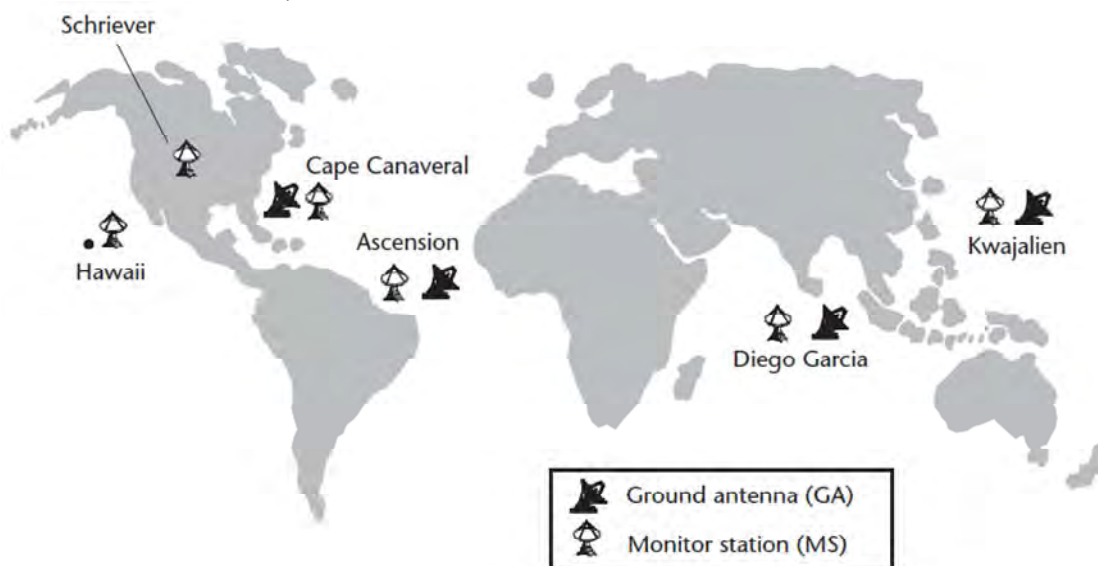 Schriever
Cape Canaveral
Ascension
Hawaii
Kwajalien
Diego Garcia
Ground antenna (GA)
Monitor station (MS)